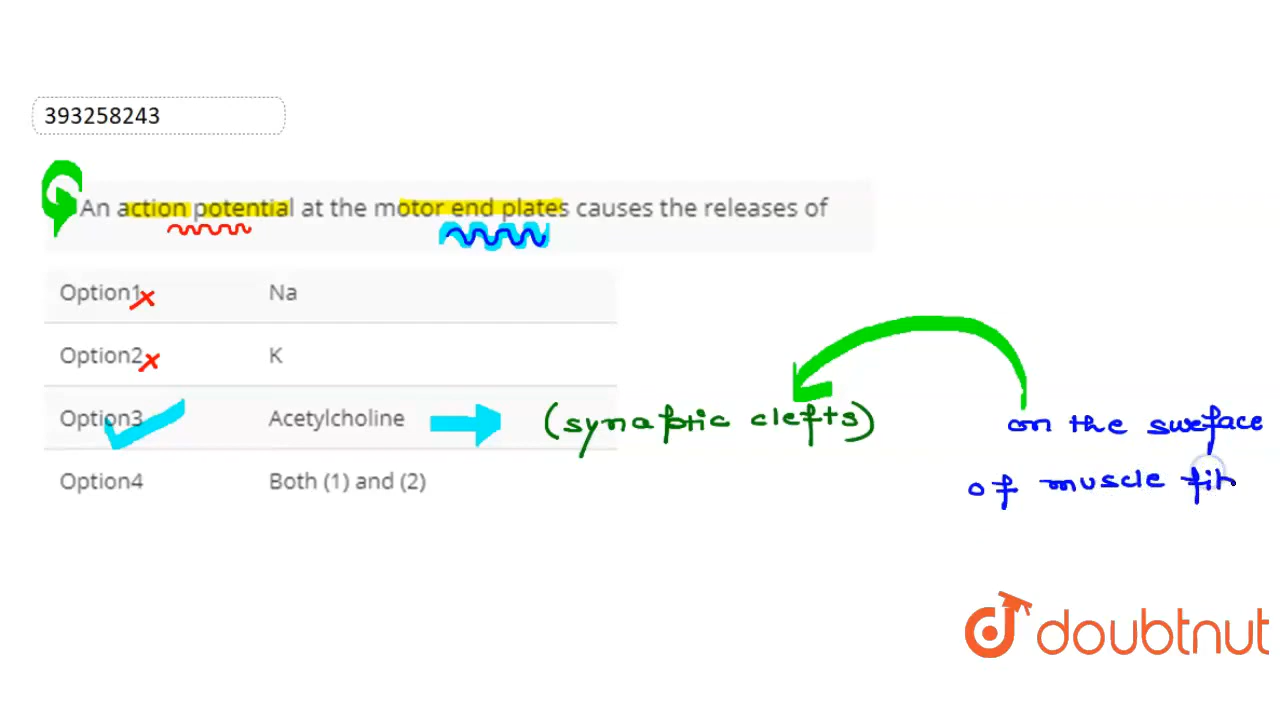 393258243
An action potential at the motor end plates causes the releases of
Option1 Na
Option2 K
Option3 Acetylcholine (synaptic clefts) on the surface
of muscle fib
Option4 Both (1) and (2)
doubtnut